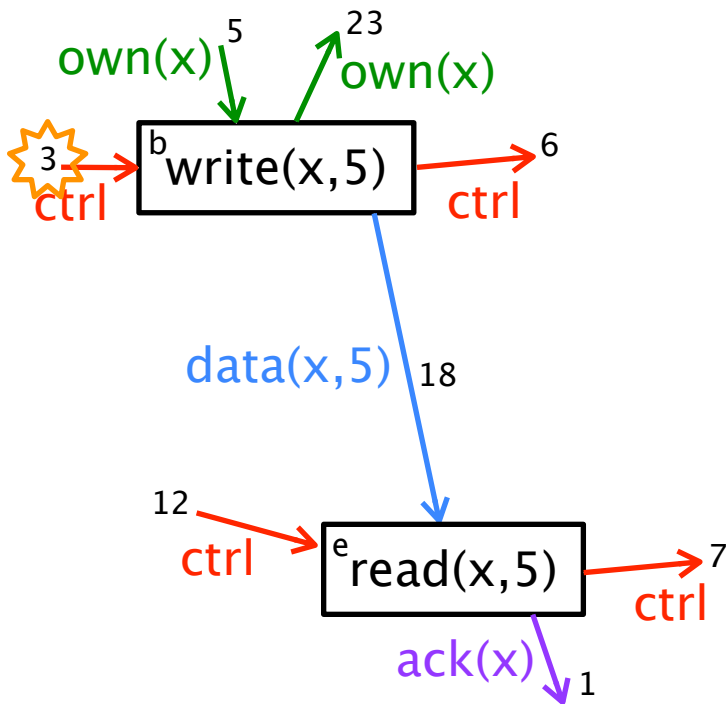 5
23
own(x)
own(x)
3
b
write(x,5)
6
ctrl
ctrl
data(x,5)
18
12
ctrl
e
read(x,5)
7
ctrl
ack(x)
1